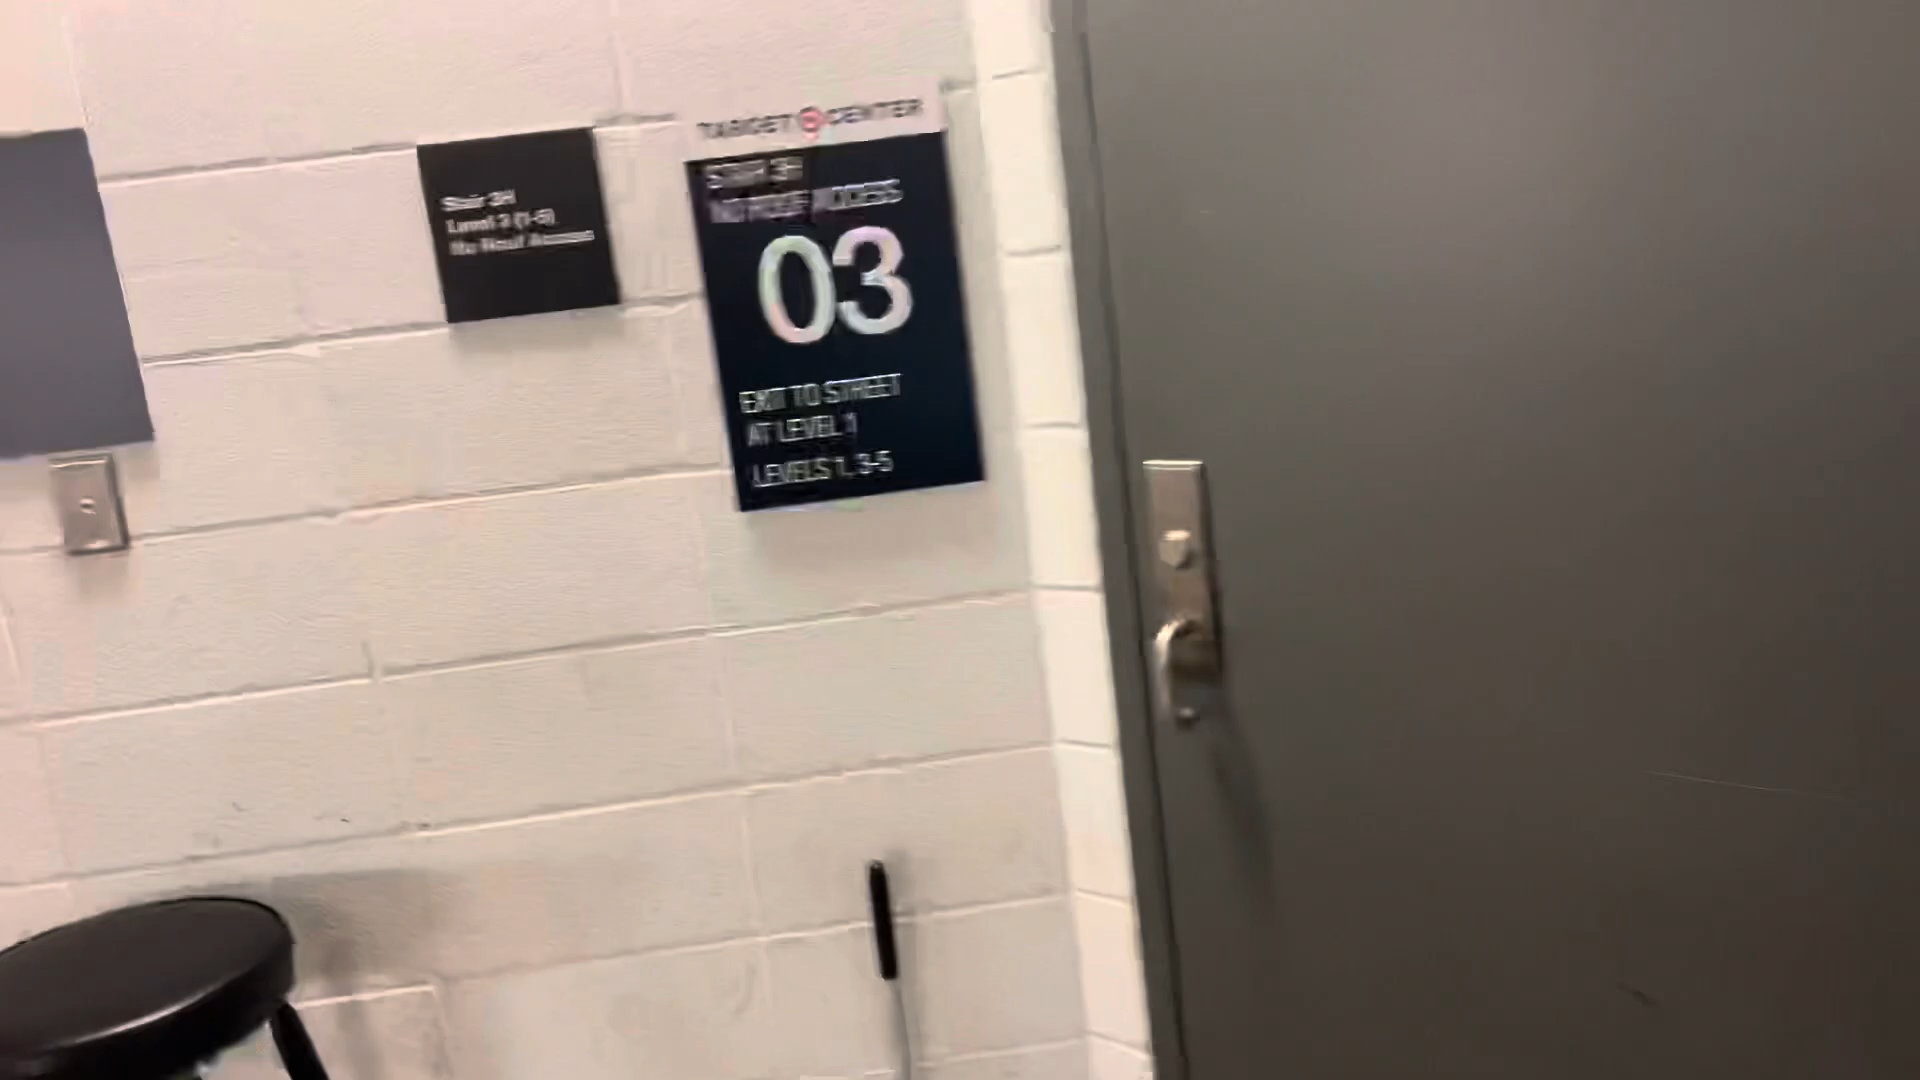 Stair 3H
Level 3 (1-5)
No Roof Access
TARGET CENTER
STAIR 3H
NO ROOF ACCESS
03
EXIT TO STREET
AT LEVEL 1
LEVELS 1, 3-5